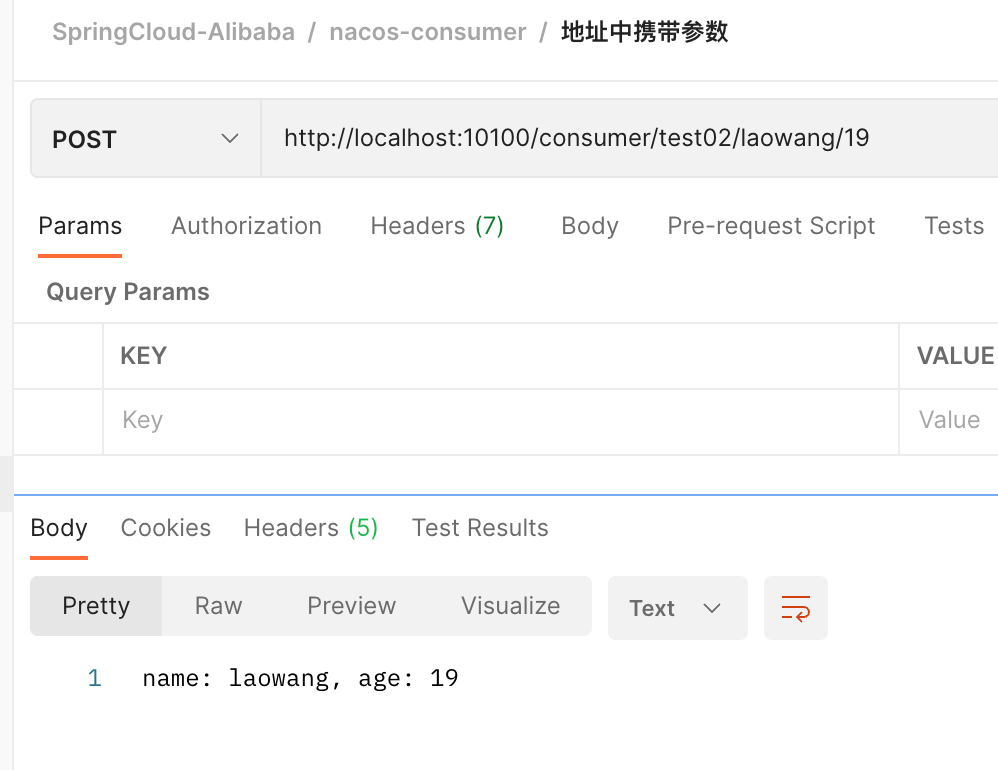 SpringCloud-Alibaba / nacos-consumer / 地址中携带参数
POST http://localhost:10100/consumer/test02/laowang/19
Params Authorization Headers (7) Body Pre-request Script Tests
Query Params
KEY VALUE
Key Value
Body Cookies Headers (5) Test Results
Pretty Raw Preview Visualize Text
1 name: laowang, age: 19